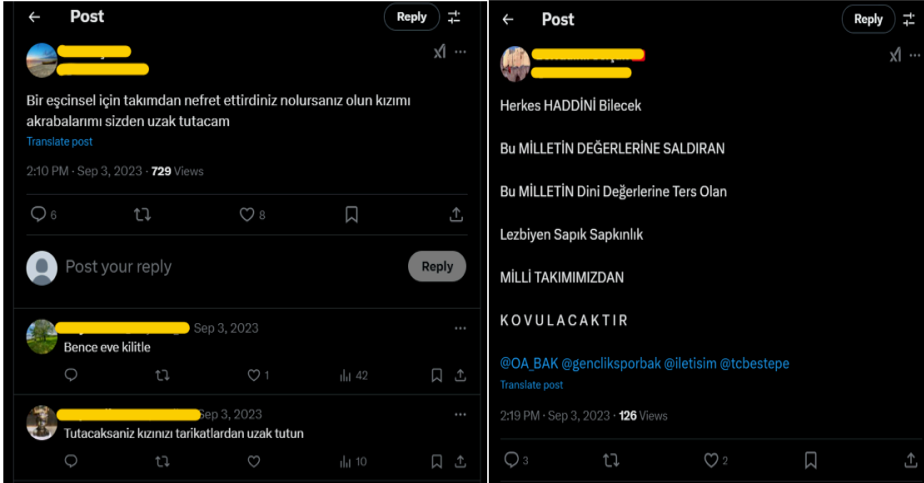 Post
Reply
Bir eşcinsel için takımdan nefret ettirdiniz nolursanız olun kızımı
akrabalarımı sizden uzak tutacam
Translate post
2:10 PM · Sep 3, 2023 · 729 Views
6
8
Post your reply
Reply
Sep 3, 2023
Bence eve kilitle
1
42
Sep 3, 2023
Tutacaksaniz kızınızı tarikatlardan uzak tutun
10
Post
Reply
Herkes HADDİNİ Bilecek
Bu MİLLETİN DEĞERLERİNE SALDIRAN
Bu MİLLETİN Dini Değerlerine Ters Olan
Lezbiyen Sapık Sapkınlık
MİLLİ TAKIMIMIZDAN
K O V U L A C A K T I R
@OA_BAK @gencliksporbak @iletisim @tcbestepe
Translate post
2:19 PM · Sep 3, 2023 · 126 Views
3
2